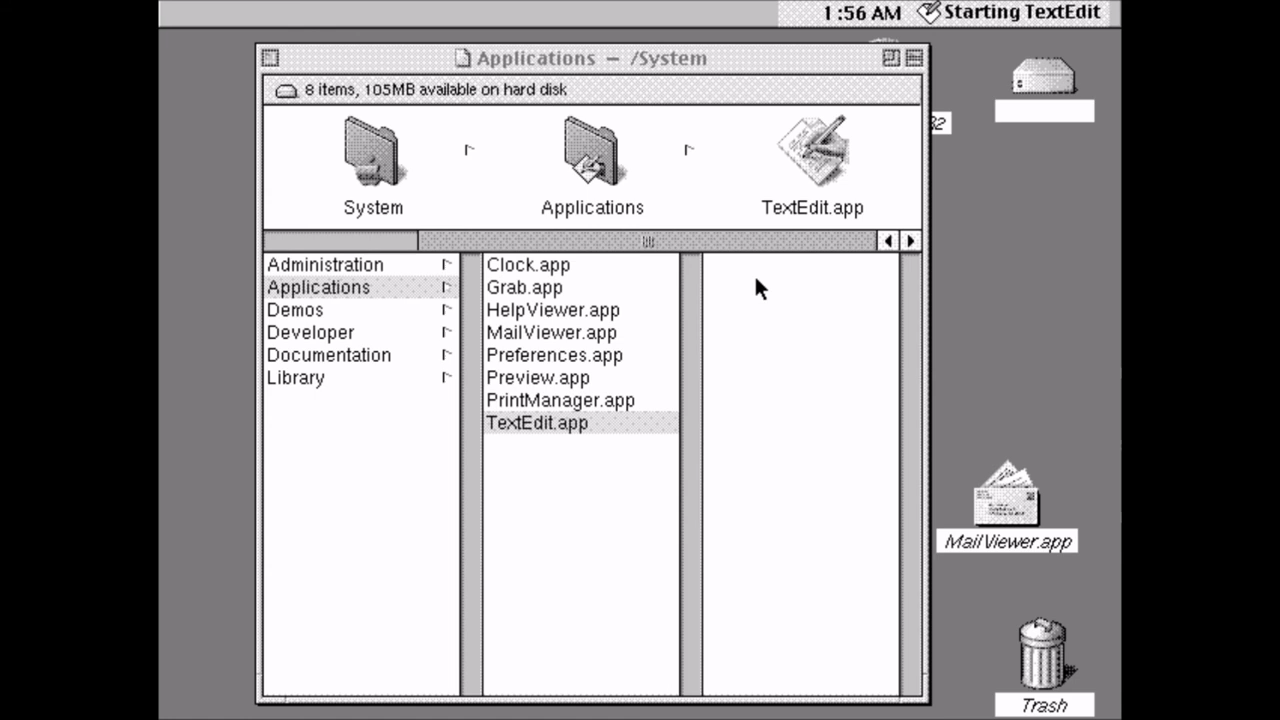 1:56 AM Starting TextEdit
Applications — /System
8 items, 105MB available on hard disk
System
Applications
TextEdit.app
Administration
Applications
Demos
Developer
Documentation
Library
Clock.app
Grab.app
HelpViewer.app
MailViewer.app
Preferences.app
Preview.app
PrintManager.app
TextEdit.app
MailViewer.app
Trash